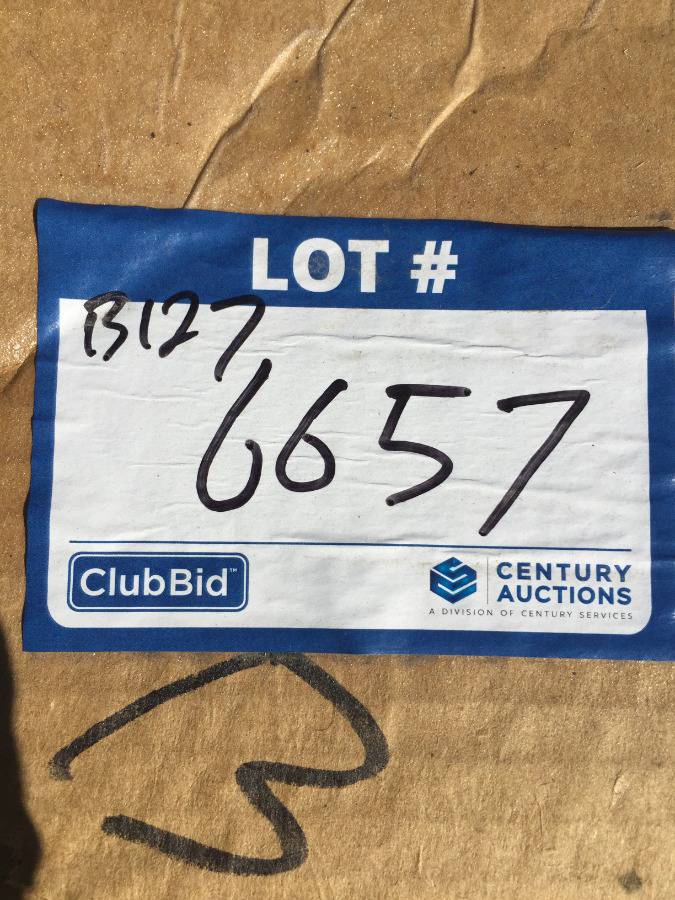 LOT #
B127
6657
ClubBid™
CENTURY
AUCTIONS
A DIVISION OF CENTURY SERVICES